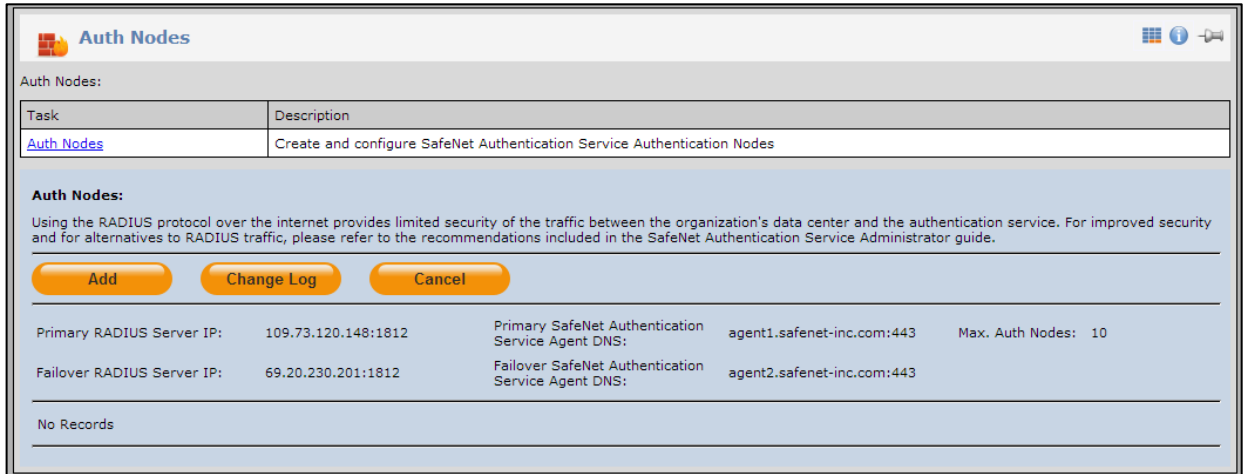 Auth Nodes
Auth Nodes:
Task Description
Auth Nodes Create and configure SafeNet Authentication Service Authentication Nodes
Auth Nodes:
Using the RADIUS protocol over the internet provides limited security of the traffic between the organization's data center and the authentication service. For improved security
and for alternatives to RADIUS traffic, please refer to the recommendations included in the SafeNet Authentication Service Administrator guide.
Add Change Log Cancel
Primary RADIUS Server IP: 109.73.120.148:1812 Primary SafeNet Authentication Service Agent DNS: agent1.safenet-inc.com:443 Max. Auth Nodes: 10
Failover RADIUS Server IP: 69.20.230.201:1812 Failover SafeNet Authentication Service Agent DNS: agent2.safenet-inc.com:443
No Records